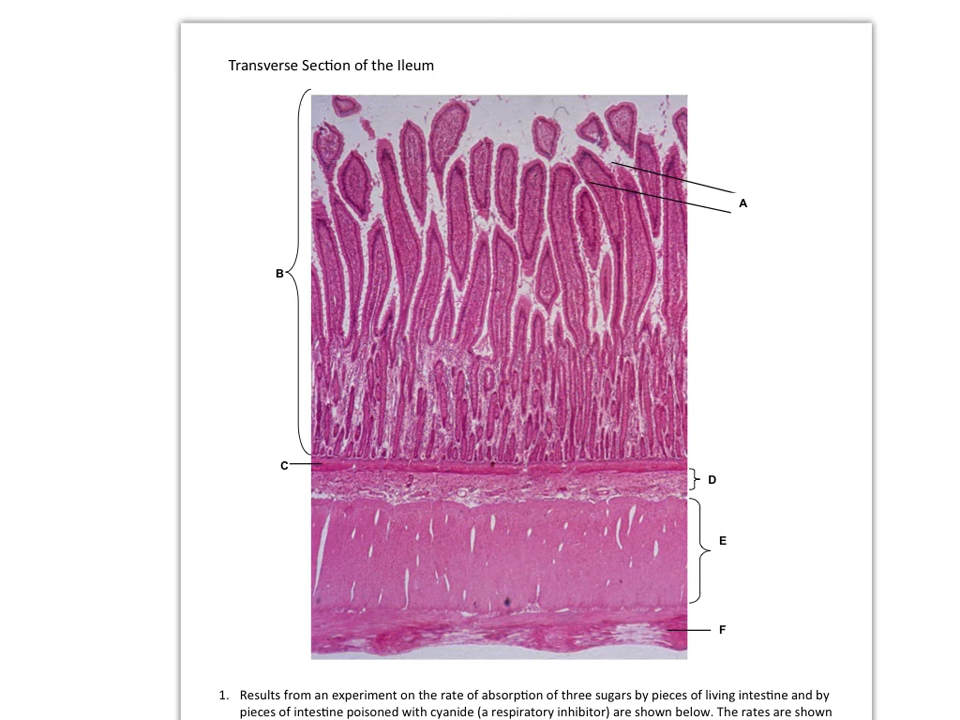 Transverse Section of the Ileum
A
B
C
D
E
F
1. Results from an experiment on the rate of absorption of three sugars by pieces of living intestine and by
pieces of intestine poisoned with cyanide (a respiratory inhibitor) are shown below. The rates are shown